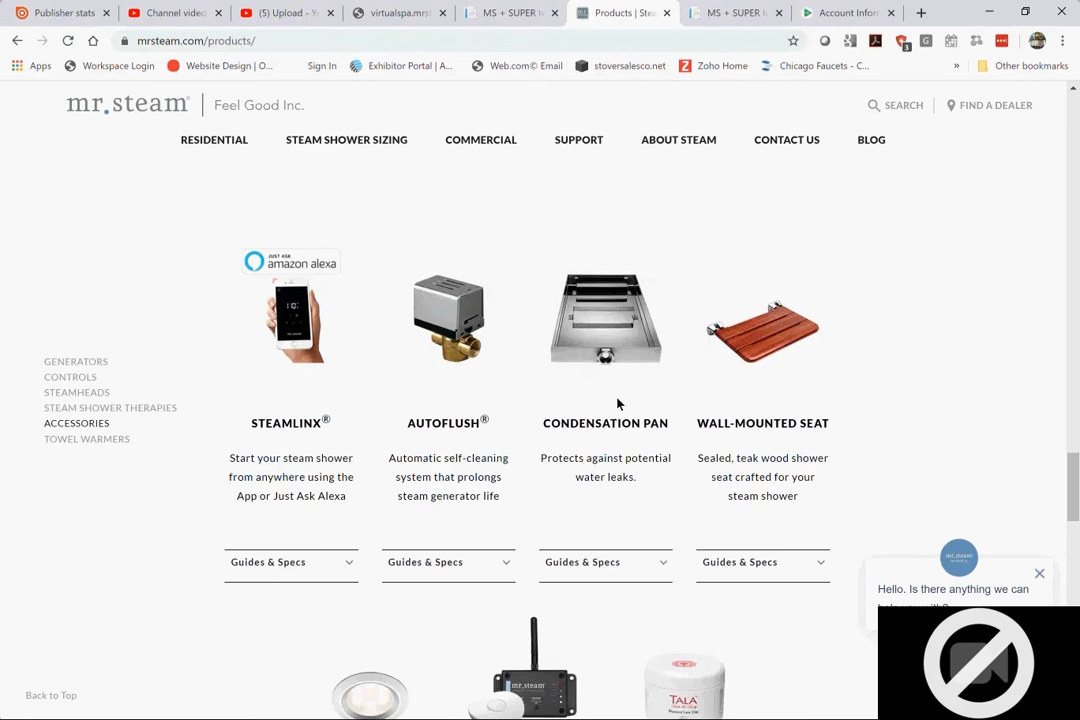 Publisher stats
Channel video
(5) Upload - Y
virtualspa.mrst
MS + SUPER t
Products | Stea
MS + SUPER t
Account Inform
mrsteam.com/products/
3
Apps
Workspace Login
Website Design | O...
Sign In
Exhibitor Portal | A...
Web.com© Email
stoversalesco.net
Zoho Home
Chicago Faucets – C...
»
Other bookmarks
mr.steam® | Feel Good Inc.
SEARCH
FIND A DEALER
RESIDENTIAL
STEAM SHOWER SIZING
COMMERCIAL
SUPPORT
ABOUT STEAM
CONTACT US
BLOG
JUST ASK
amazon alexa
GENERATORS
CONTROLS
STEAMHEADS
STEAM SHOWER THERAPIES
ACCESSORIES
TOWEL WARMERS
STEAMLINX®
Start your steam shower
from anywhere using the
App or Just Ask Alexa
Guides & Specs
AUTOFLUSH®
Automatic self-cleaning
system that prolongs
steam generator life
Guides & Specs
CONDENSATION PAN
Protects against potential
water leaks.
Guides & Specs
WALL-MOUNTED SEAT
Sealed, teak wood shower
seat crafted for your
steam shower
Guides & Specs
mr.steam
Hello. Is there anything we can
mr.steam
TALA
Back to Top